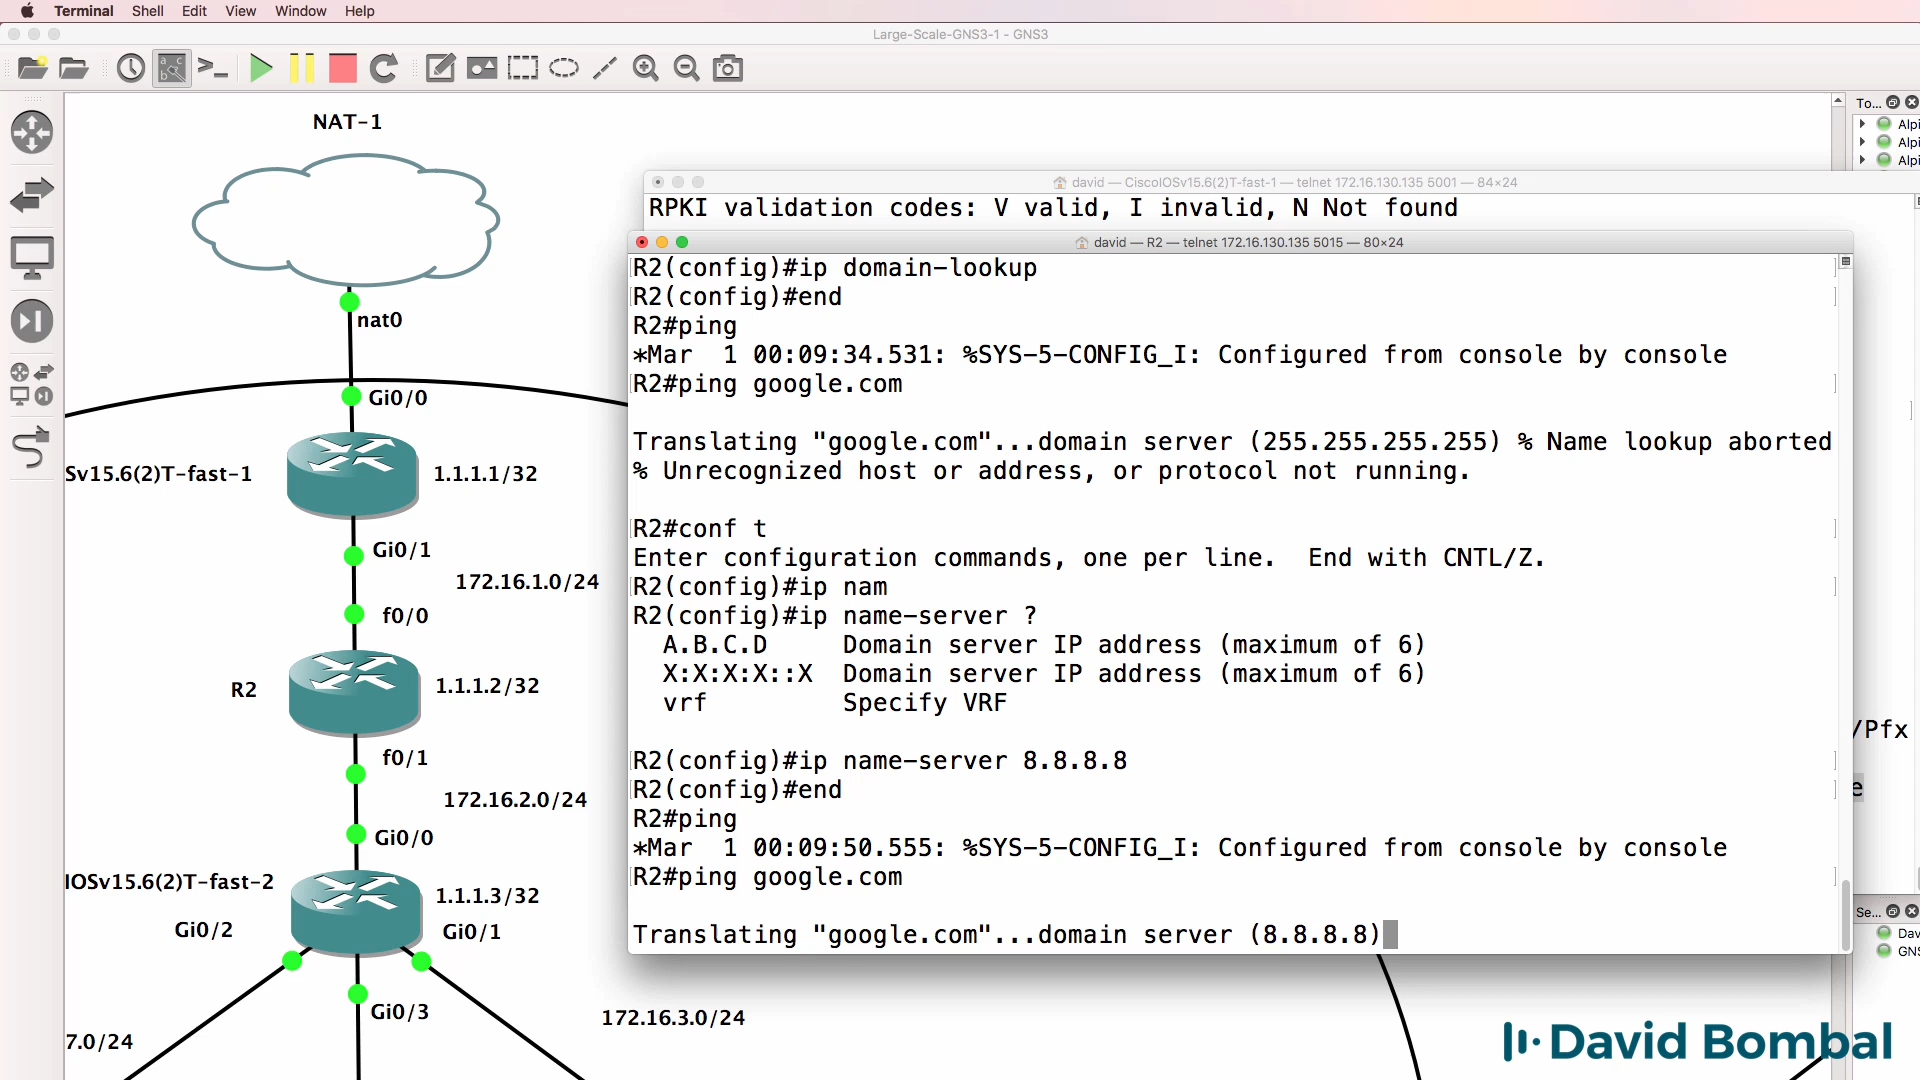 Terminal Shell Edit View Window Help
Large-Scale-GNS3-1 - GNS3
NAT-1
nat0
Gi0/0
Sv15.6(2)T-fast-1
1.1.1.1/32
Gi0/1
172.16.1.0/24
f0/0
R2
1.1.1.2/32
f0/1
172.16.2.0/24
Gi0/0
IOSv15.6(2)T-fast-2
1.1.1.3/32
Gi0/2
Gi0/1
Gi0/3
172.16.3.0/24
7.0/24
david — CiscoIOSv15.6(2)T-fast-1 — telnet 172.16.130.135 5001 — 84×24
RPKI validation codes: V valid, I invalid, N Not found
david — R2 — telnet 172.16.130.135 5015 — 80×24
R2(config)#ip domain-lookup
R2(config)#end
R2#ping
*Mar  1 00:09:34.531: %SYS-5-CONFIG_I: Configured from console by console
R2#ping google.com
Translating "google.com"...domain server (255.255.255.255) % Name lookup aborted
% Unrecognized host or address, or protocol not running.
R2#conf t
Enter configuration commands, one per line.  End with CNTL/Z.
R2(config)#ip nam
R2(config)#ip name-server ?
  A.B.C.D     Domain server IP address (maximum of 6)
  X:X:X:X::X  Domain server IP address (maximum of 6)
  vrf         Specify VRF
R2(config)#ip name-server 8.8.8.8
R2(config)#end
R2#ping
*Mar  1 00:09:50.555: %SYS-5-CONFIG_I: Configured from console by console
R2#ping google.com
Translating "google.com"...domain server (8.8.8.8)
To...
Alpi
Alpi
Alpi
/Pfx
e
Se...
Dav
GNS
David Bombal